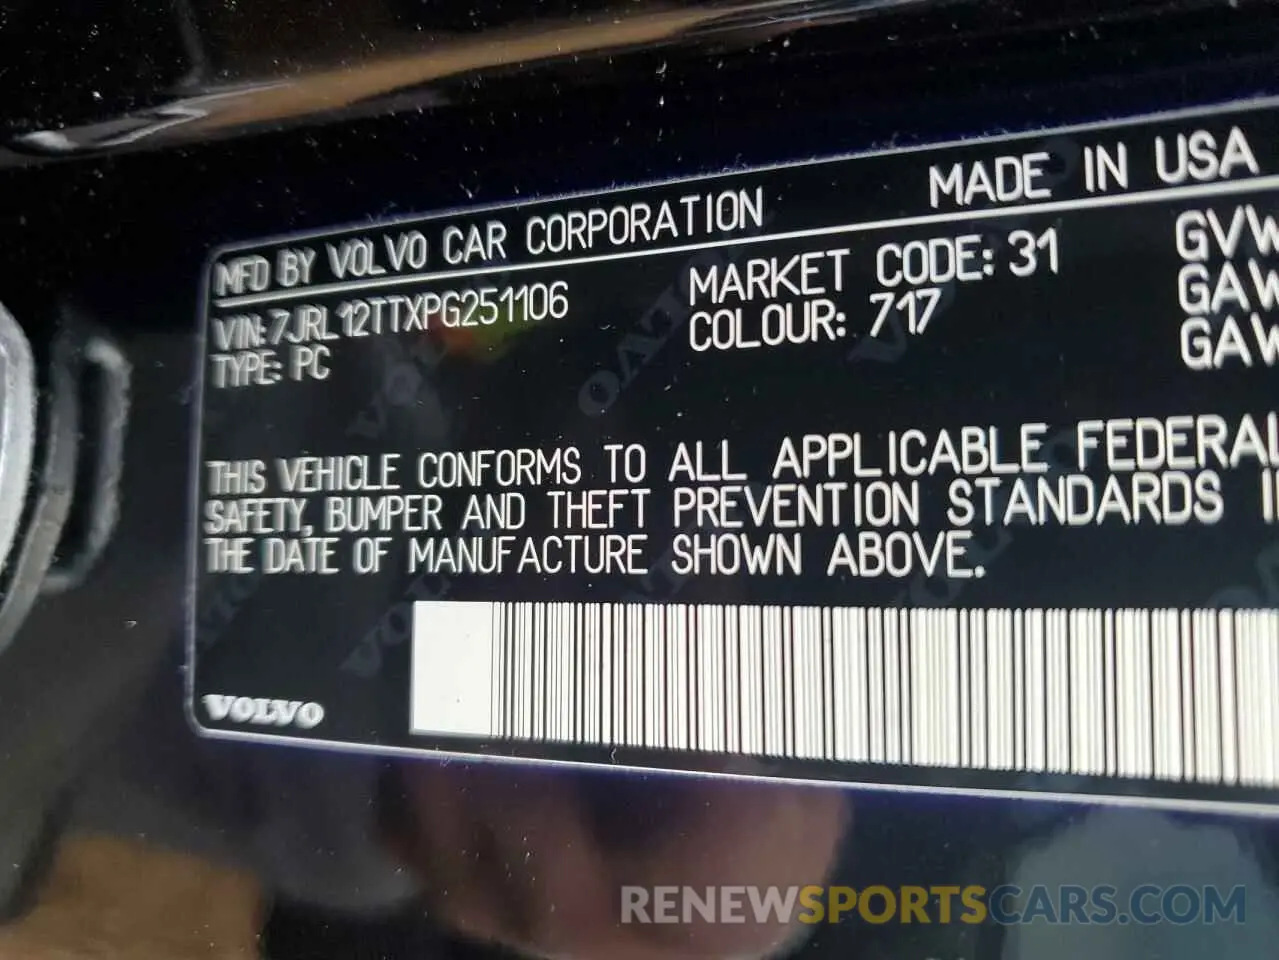 MFD BY VOLVO CAR CORPORATION MADE IN USA
VIN: 7JRL12TTXPG251106 MARKET CODE: 31 GVW
TYPE: PC COLOUR: 717 GAW
GAW
THIS VEHICLE CONFORMS TO ALL APPLICABLE FEDERAL
SAFETY, BUMPER AND THEFT PREVENTION STANDARDS I
THE DATE OF MANUFACTURE SHOWN ABOVE.
VOLVO
RENEWSPORTSCARS.COM